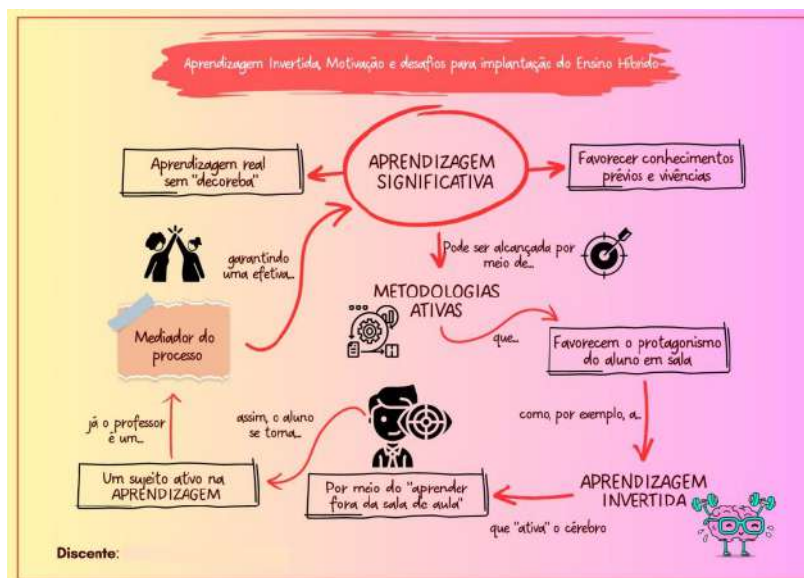 Aprendizagem Invertida, Motivação e desafios para implantação do Ensino Híbrido
Aprendizagem real
sem "decoreba"
APRENDIZAGEM
SIGNIFICATIVA
Favorecer conhecimentos
prévios e vivências
garantindo
uma efetiva...
Pode ser alcançada por
meio de...
METODOLOGIAS
ATIVAS
Mediador do
processo
que...
Favorecem o protagonismo
do aluno em sala
já o professor
é um...
assim, o aluno
se torna...
como, por exemplo, a...
Um sujeito ativo na
APRENDIZAGEM
Por meio do "aprender
fora da sala de aula"
APRENDIZAGEM
INVERTIDA
que "ativa" o cérebro
Discente: